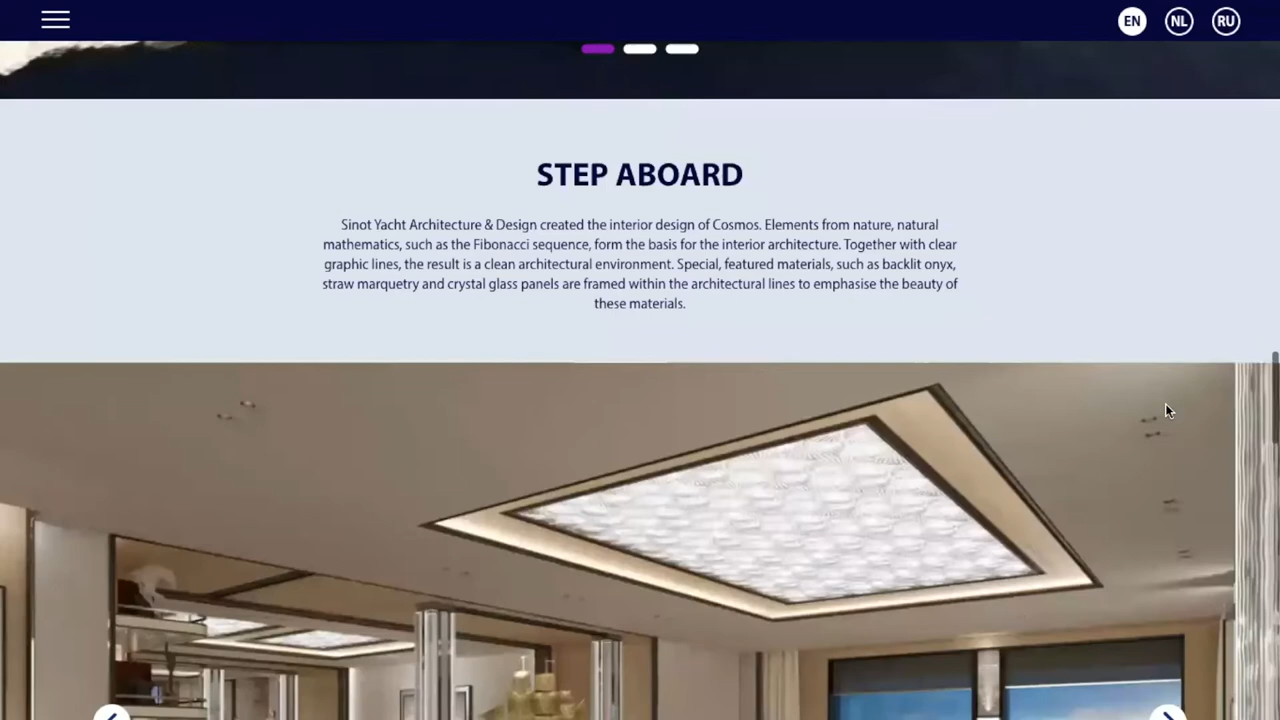 EN NL RU
STEP ABOARD
Sinot Yacht Architecture & Design created the interior design of Cosmos. Elements from nature, natural
mathematics, such as the Fibonacci sequence, form the basis for the interior architecture. Together with clear
graphic lines, the result is a clean architectural environment. Special, featured materials, such as backlit onyx,
straw marquetry and crystal glass panels are framed within the architectural lines to emphasise the beauty of
these materials.